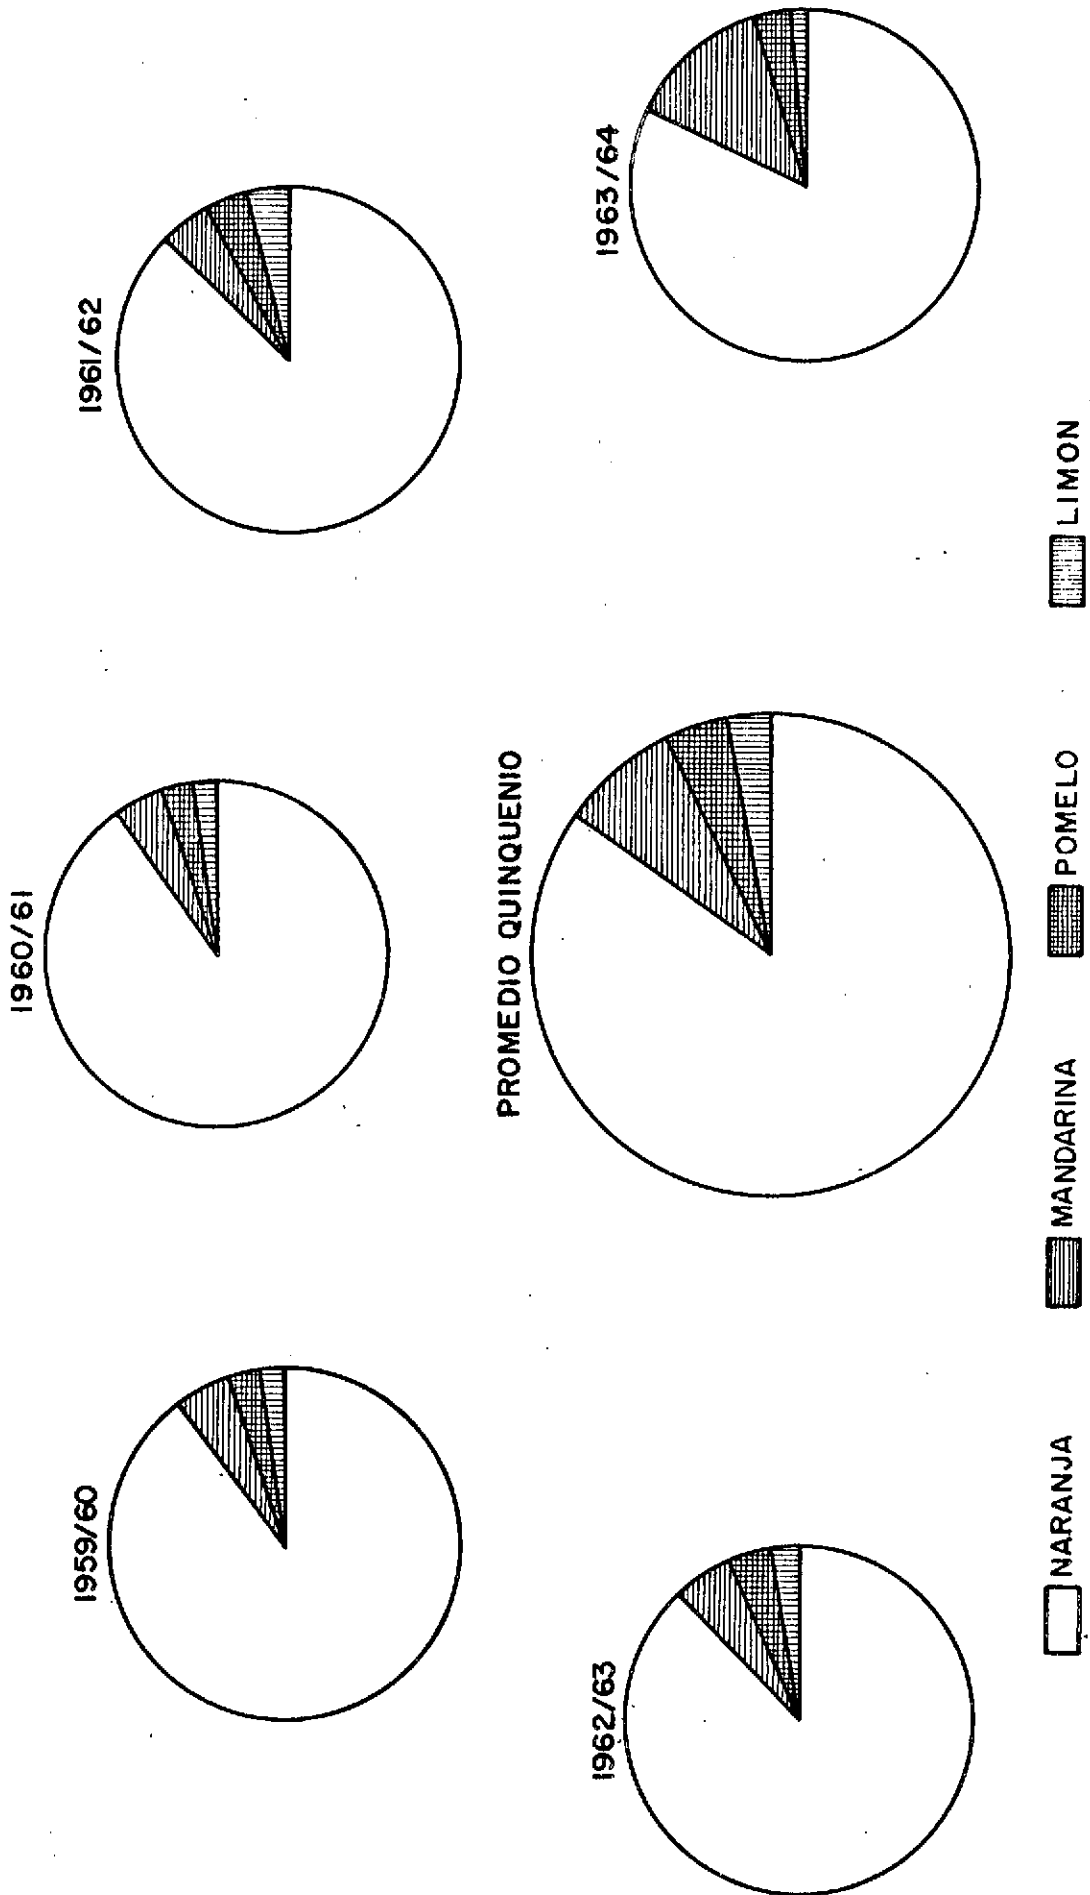 1959/60
1960/61
1961/62
PROMEDIO QUINQUENIO
1962/63
1963/64
NARANJA
MANDARINA
POMELO
LIMON